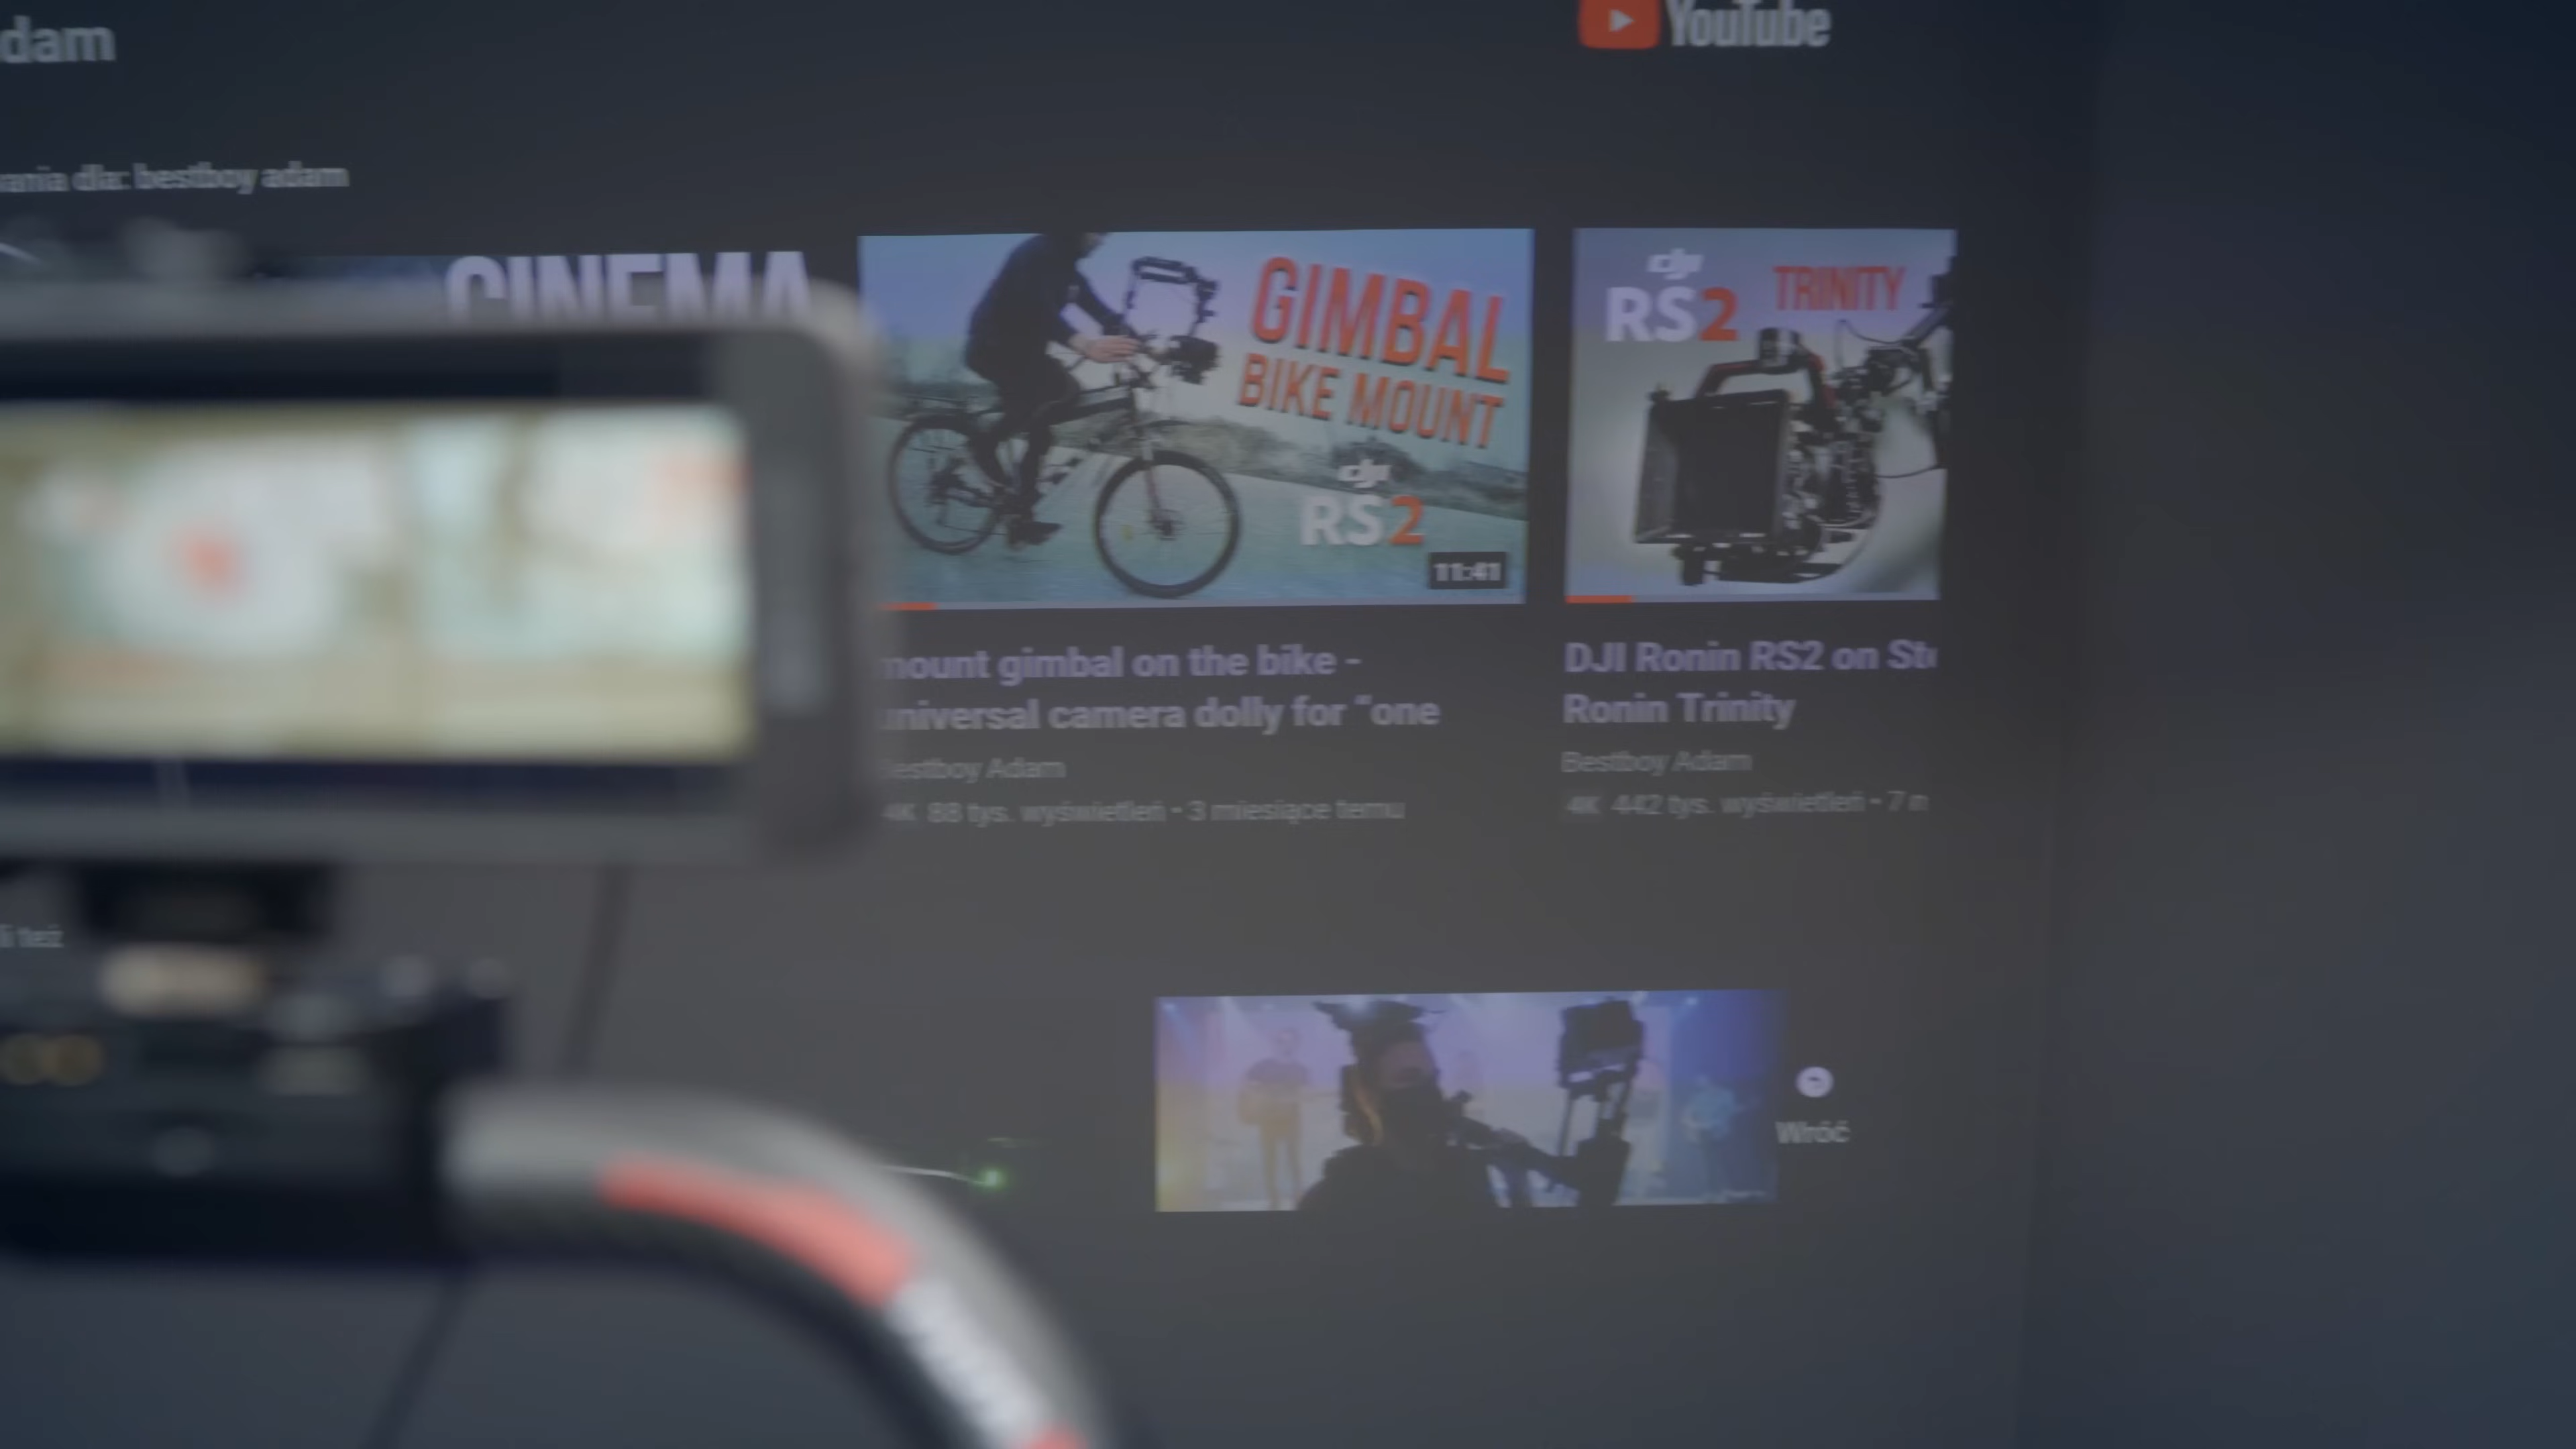 dam
YouTube
ania dla: bestboy adam
CINEMA
GIMBAL
BIKE MOUNT
dji
RS2
11:41
dji
RS2
TRINITY
mount gimbal on the bike -
universal camera dolly for "one
estboy Adam
4K 88 tys. wyświetleń • 3 miesiące temu
DJI Ronin RS2 on St
Ronin Trinity
Bestboy Adam
4K 442 tys. wyświetleń • 7 m
i też
Wróć